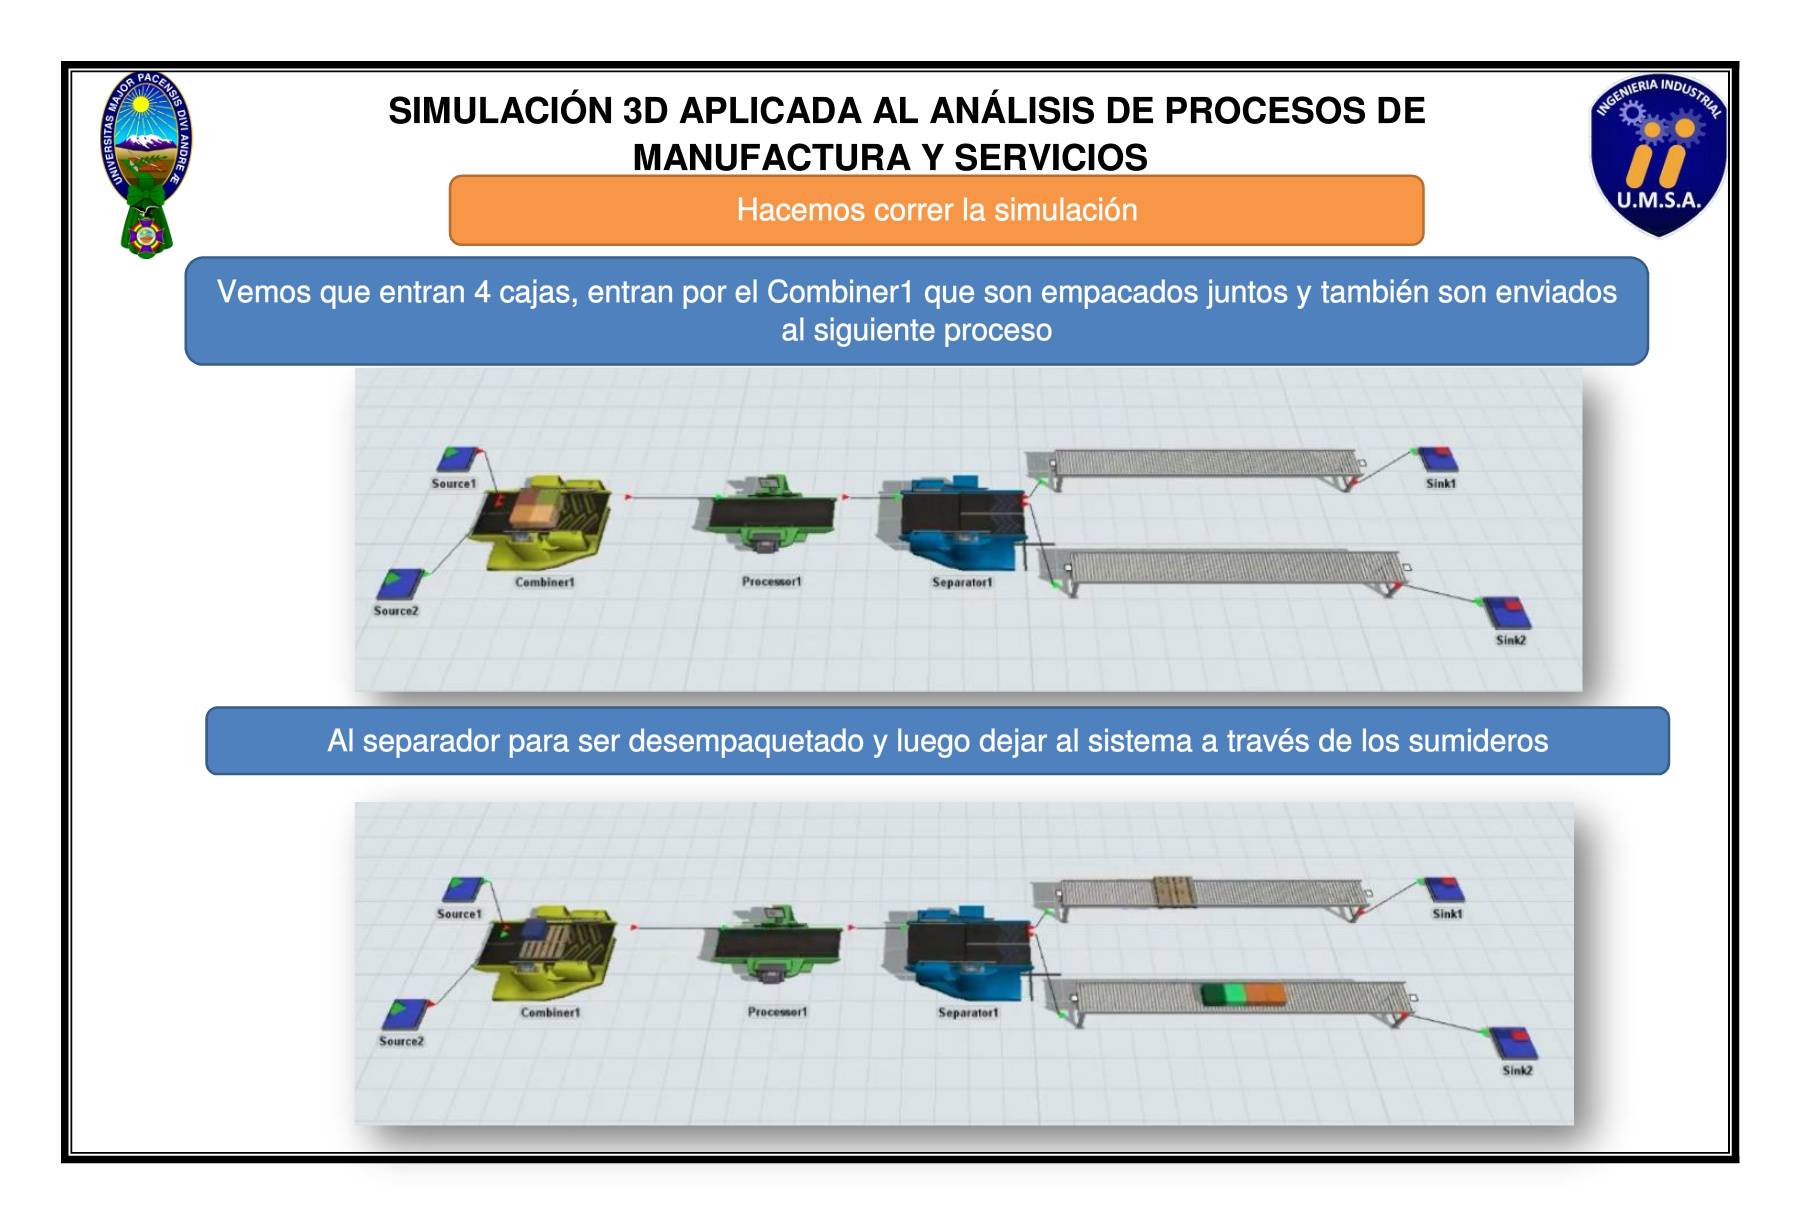 UNIVERSITAS MAJOR PACENSIS DIVI ANDRE Æ
INGENIERIA INDUSTRIAL
U.M.S.A.
SIMULACIÓN 3D APLICADA AL ANÁLISIS DE PROCESOS DE
MANUFACTURA Y SERVICIOS
Hacemos correr la simulación
Vemos que entran 4 cajas, entran por el Combiner1 que son empacados juntos y también son enviados
al siguiente proceso
Source1
Sink1
Combiner1
Processor1
Separator1
Source2
Sink2
Al separador para ser desempaquetado y luego dejar al sistema a través de los sumideros
Source1
Sink1
Combiner1
Processor1
Separator1
Source2
Sink2